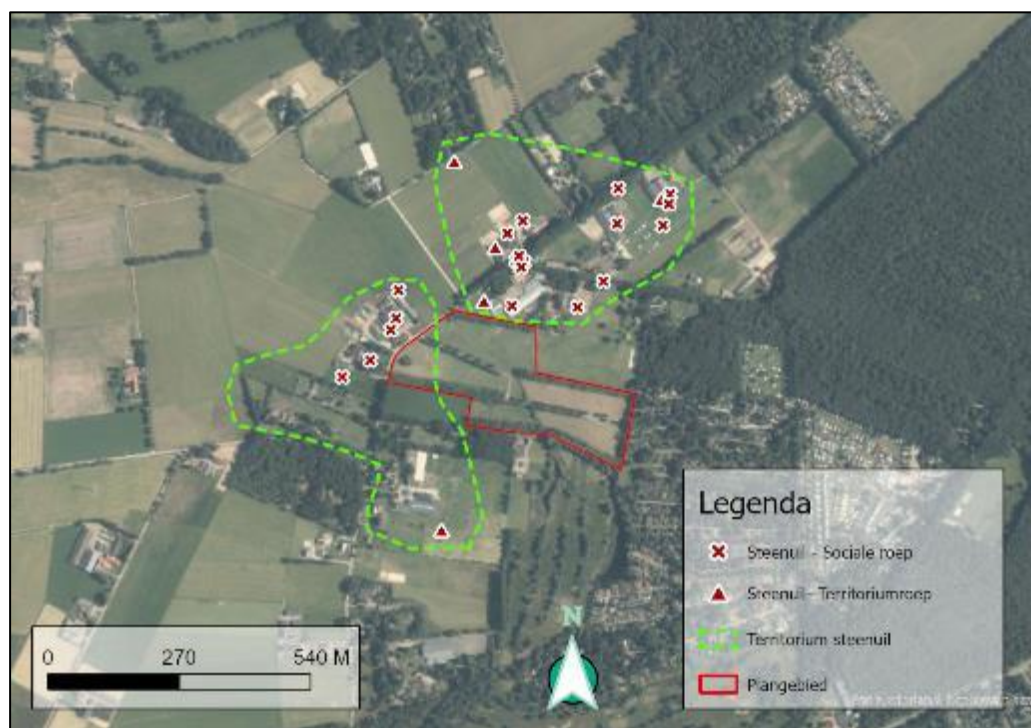 Legenda
Steenuil - Sociale roep
Steenuil - Territoriumroep
Territorium steenuil
Plangebied
N
0 270 540 M